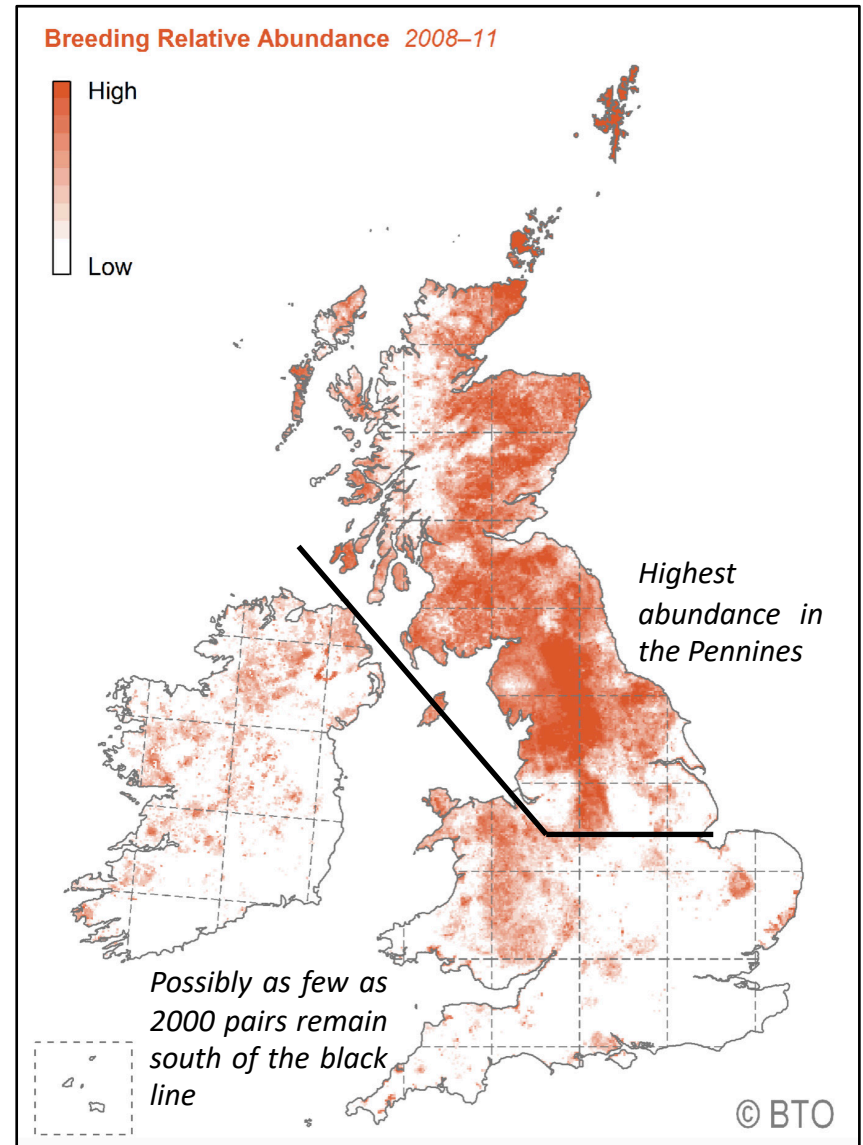 Breeding Relative Abundance 2008–11
High
Low
Highest
abundance in
the Pennines
Possibly as few as
2000 pairs remain
south of the black
line
© BTO